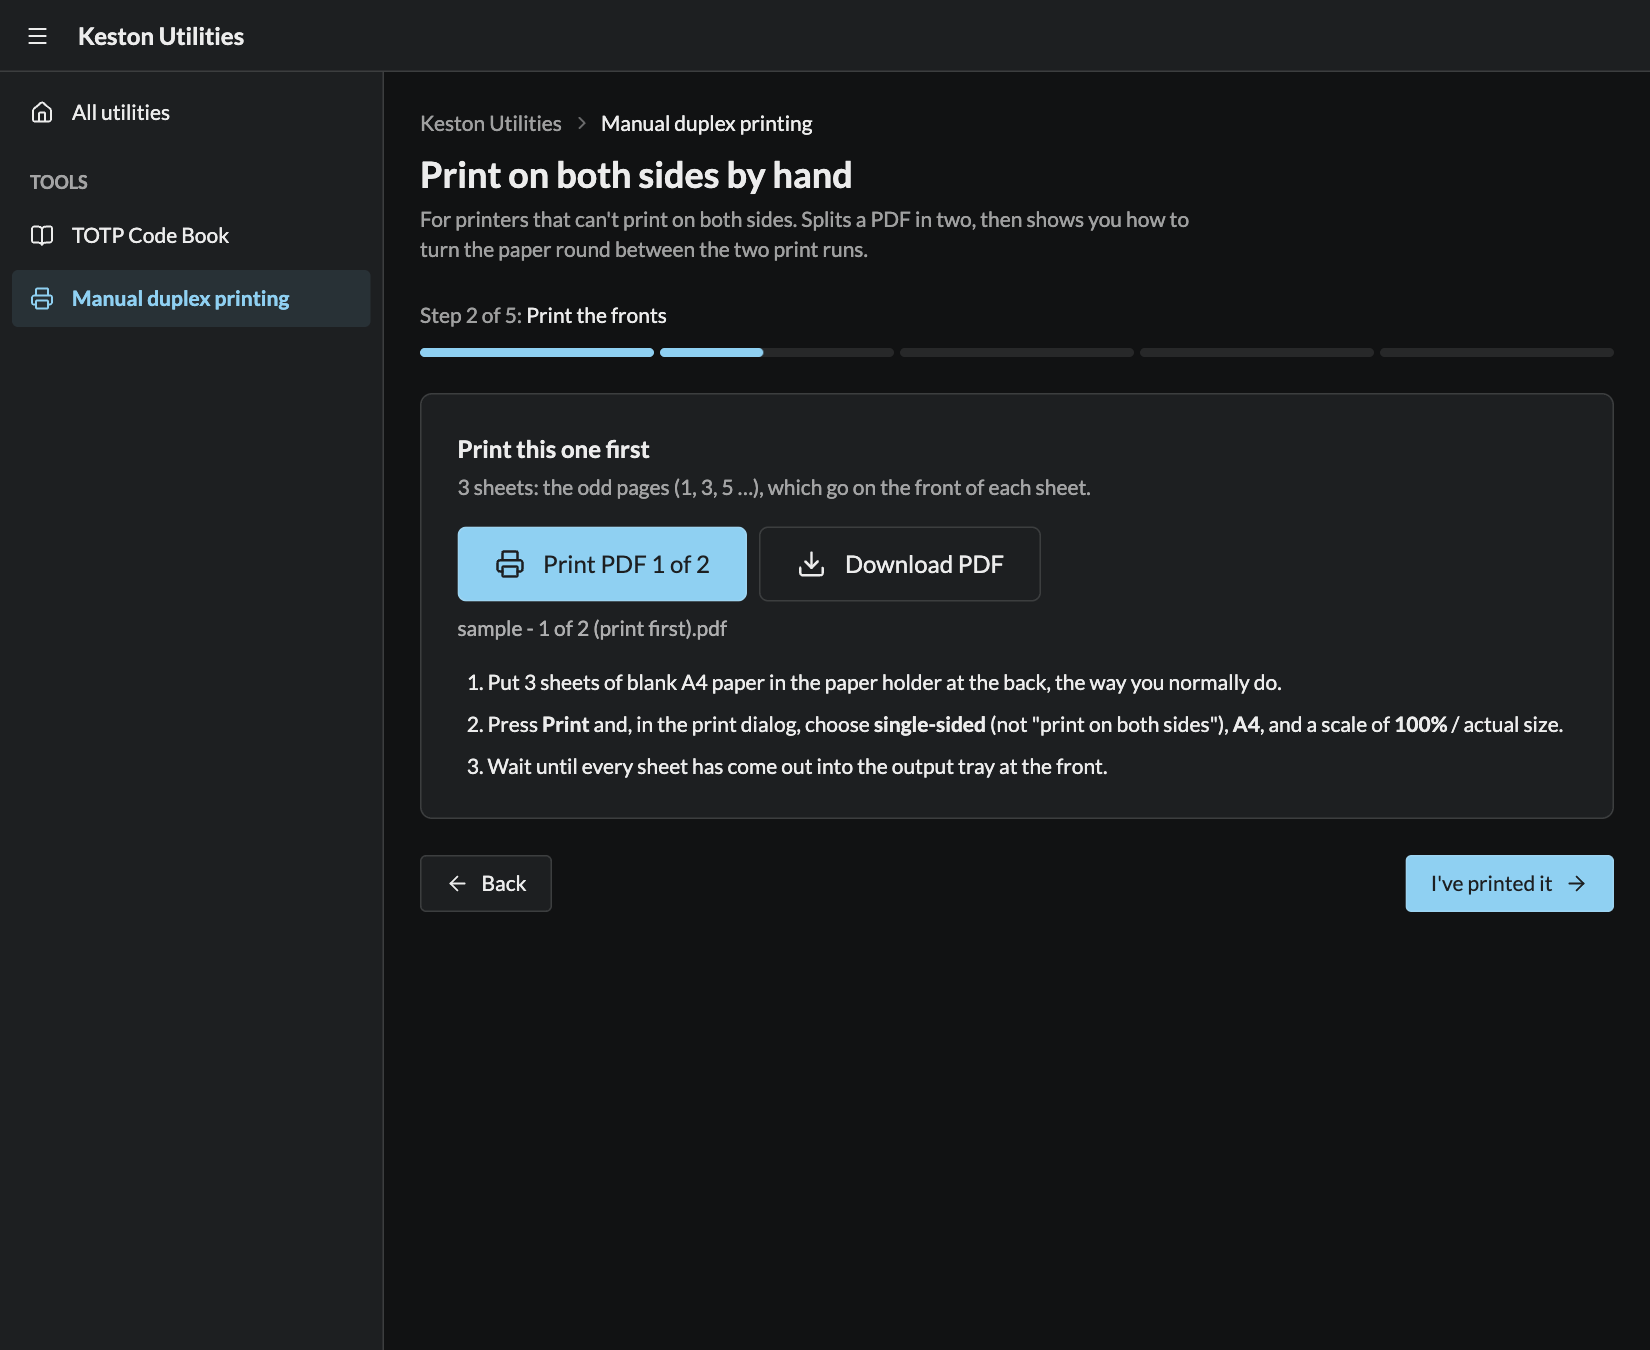 Keston Utilities
All utilities
TOOLS
TOTP Code Book
Manual duplex printing
Keston Utilities > Manual duplex printing
Print on both sides by hand
For printers that can't print on both sides. Splits a PDF in two, then shows you how to
turn the paper round between the two print runs.
Step 2 of 5: Print the fronts
Print this one first
3 sheets: the odd pages (1, 3, 5 ...), which go on the front of each sheet.
Print PDF 1 of 2
Download PDF
sample - 1 of 2 (print first).pdf
1. Put 3 sheets of blank A4 paper in the paper holder at the back, the way you normally do.
2. Press Print and, in the print dialog, choose single-sided (not "print on both sides"), A4, and a scale of 100% / actual size.
3. Wait until every sheet has come out into the output tray at the front.
Back
I've printed it